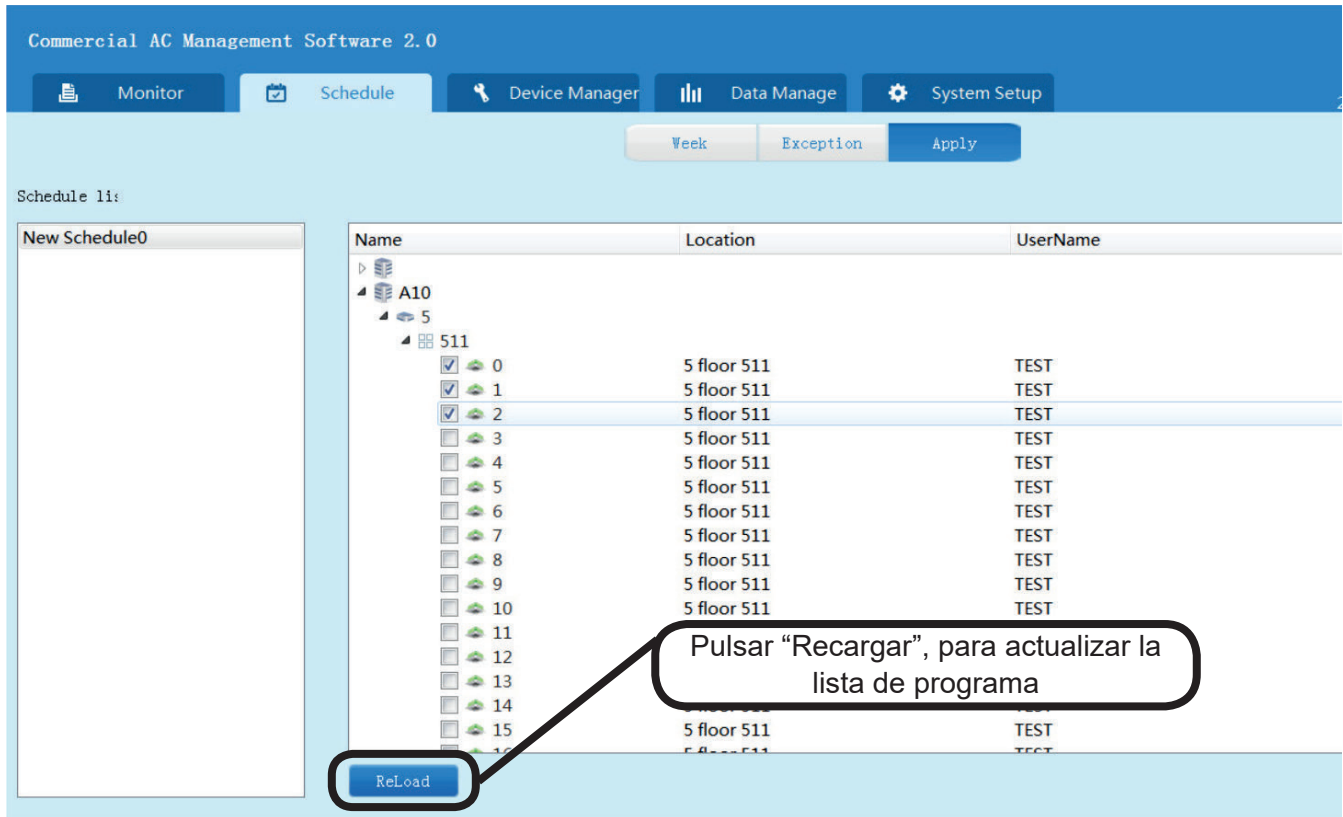 Commercial AC Management Software 2.0
Monitor Schedule Device Manager Data Manage System Setup
Week Exception Apply
Schedule
New Schedule0
Name Location UserName
A10
5
511
0 5 floor 511 TEST
1 5 floor 511 TEST
2 5 floor 511 TEST
3 5 floor 511 TEST
4 5 floor 511 TEST
5 5 floor 511 TEST
6 5 floor 511 TEST
7 5 floor 511 TEST
8 5 floor 511 TEST
9 5 floor 511 TEST
10 5 floor 511 TEST
11
12
13
14
15 5 floor 511 TEST
Pulsar “Recargar”, para actualizar la
lista de programa
ReLoad